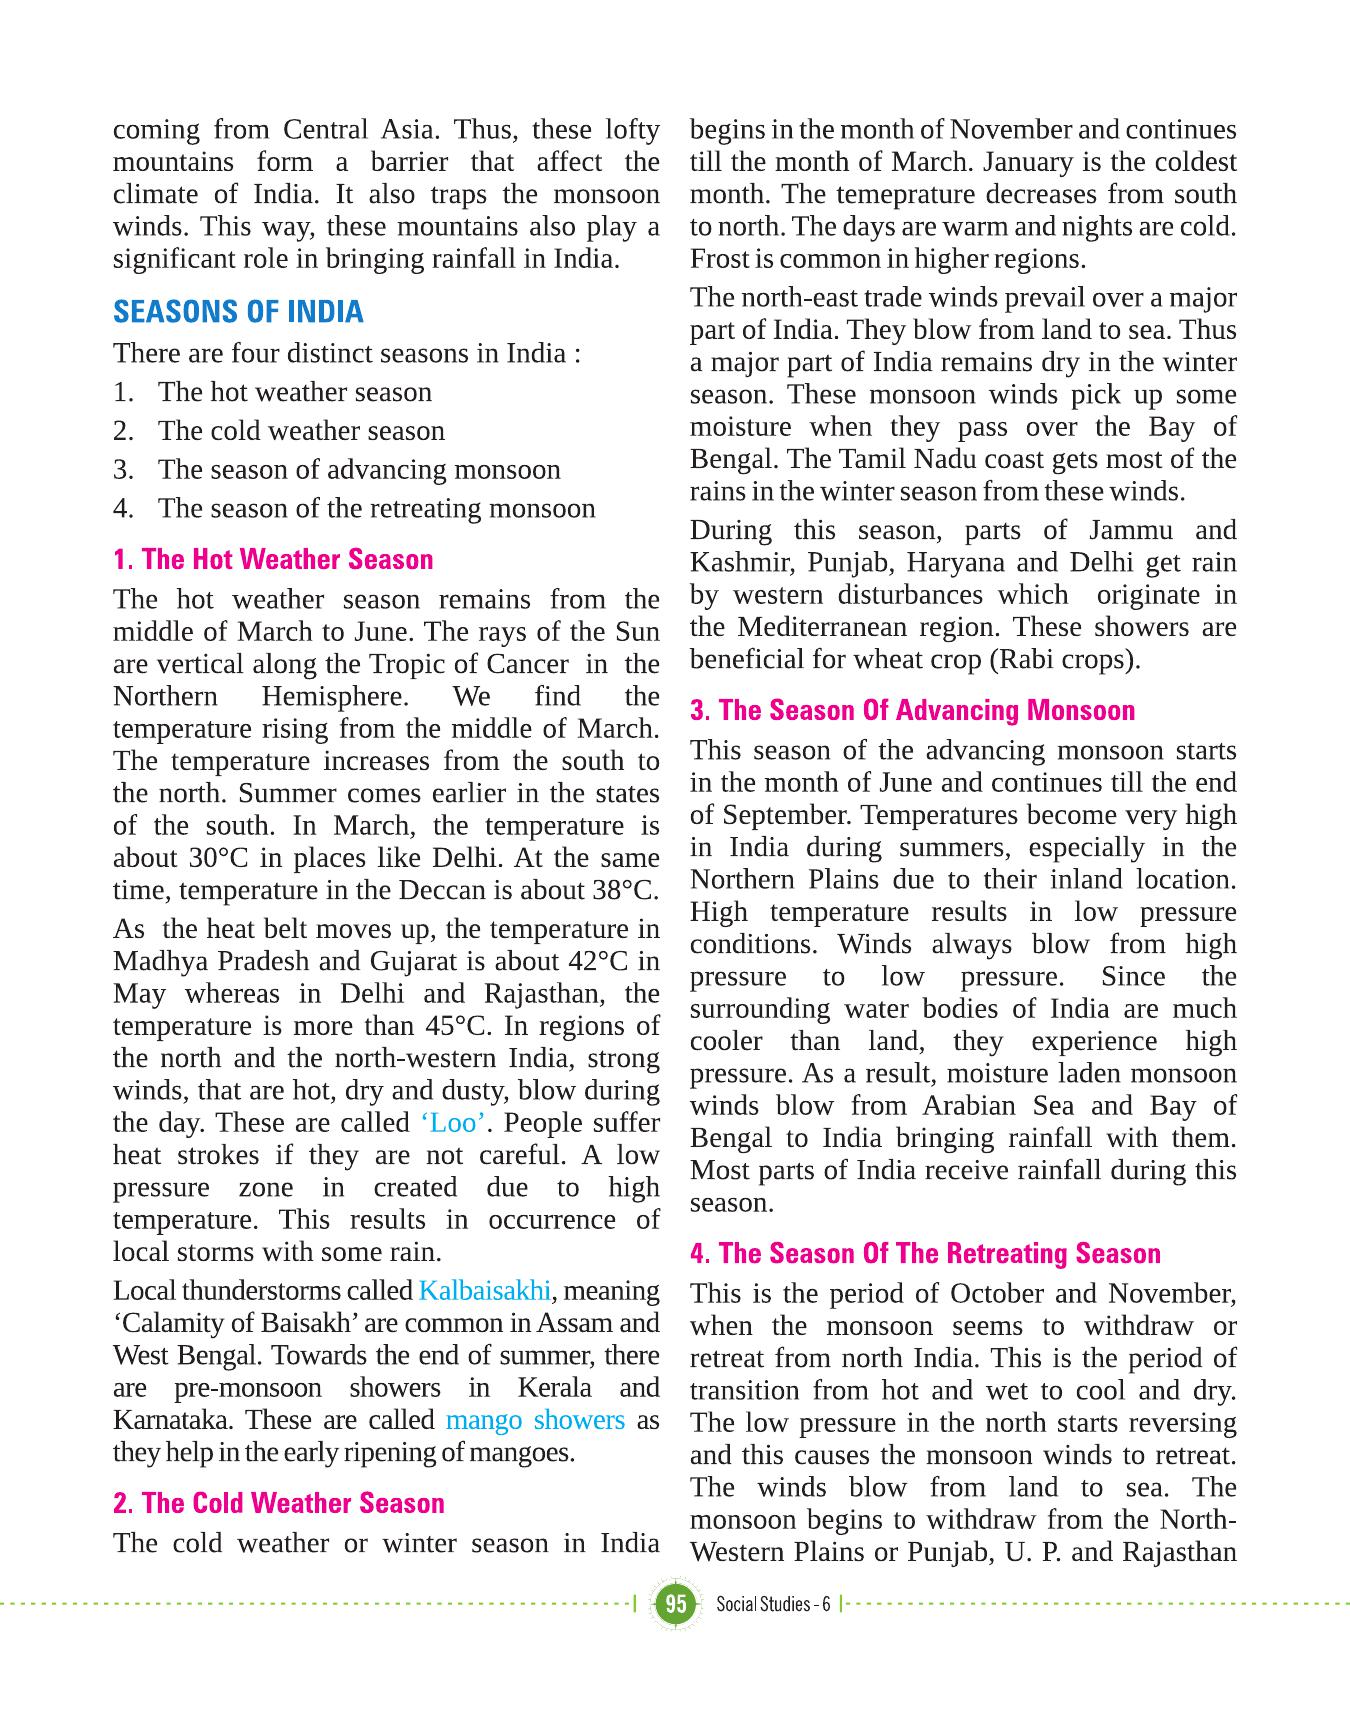 coming from Central Asia. Thus, these lofty
mountains form a barrier that affect the
climate of India. It also traps the monsoon
winds. This way, these mountains also play a
significant role in bringing rainfall in India.
SEASONS OF INDIA
There are four distinct seasons in India :
1. The hot weather season
2. The cold weather season
3. The season of advancing monsoon
4. The season of the retreating monsoon
1. The Hot Weather Season
The hot weather season remains from the
middle of March to June. The rays of the Sun
are vertical along the Tropic of Cancer in the
Northern Hemisphere. We find the
temperature rising from the middle of March.
The temperature increases from the south to
the north. Summer comes earlier in the states
of the south. In March, the temperature is
about 30°C in places like Delhi. At the same
time, temperature in the Deccan is about 38°C.
As the heat belt moves up, the temperature in
Madhya Pradesh and Gujarat is about 42°C in
May whereas in Delhi and Rajasthan, the
temperature is more than 45°C. In regions of
the north and the north-western India, strong
winds, that are hot, dry and dusty, blow during
the day. These are called ‘Loo’. People suffer
heat strokes if they are not careful. A low
pressure zone in created due to high
temperature. This results in occurrence of
local storms with some rain.
Local thunderstorms called Kalbaisakhi, meaning
‘Calamity of Baisakh’ are common in Assam and
West Bengal. Towards the end of summer, there
are pre-monsoon showers in Kerala and
Karnataka. These are called mango showers as
they help in the early ripening of mangoes.
2. The Cold Weather Season
The cold weather or winter season in India
begins in the month of November and continues
till the month of March. January is the coldest
month. The temeprature decreases from south
to north. The days are warm and nights are cold.
Frost is common in higher regions.
The north-east trade winds prevail over a major
part of India. They blow from land to sea. Thus
a major part of India remains dry in the winter
season. These monsoon winds pick up some
moisture when they pass over the Bay of
Bengal. The Tamil Nadu coast gets most of the
rains in the winter season from these winds.
During this season, parts of Jammu and
Kashmir, Punjab, Haryana and Delhi get rain
by western disturbances which originate in
the Mediterranean region. These showers are
beneficial for wheat crop (Rabi crops).
3. The Season Of Advancing Monsoon
This season of the advancing monsoon starts
in the month of June and continues till the end
of September. Temperatures become very high
in India during summers, especially in the
Northern Plains due to their inland location.
High temperature results in low pressure
conditions. Winds always blow from high
pressure to low pressure. Since the
surrounding water bodies of India are much
cooler than land, they experience high
pressure. As a result, moisture laden monsoon
winds blow from Arabian Sea and Bay of
Bengal to India bringing rainfall with them.
Most parts of India receive rainfall during this
season.
4. The Season Of The Retreating Season
This is the period of October and November,
when the monsoon seems to withdraw or
retreat from north India. This is the period of
transition from hot and wet to cool and dry.
The low pressure in the north starts reversing
and this causes the monsoon winds to retreat.
The winds blow from land to sea. The
monsoon begins to withdraw from the North-
Western Plains or Punjab, U. P. and Rajasthan
95 Social Studies - 6